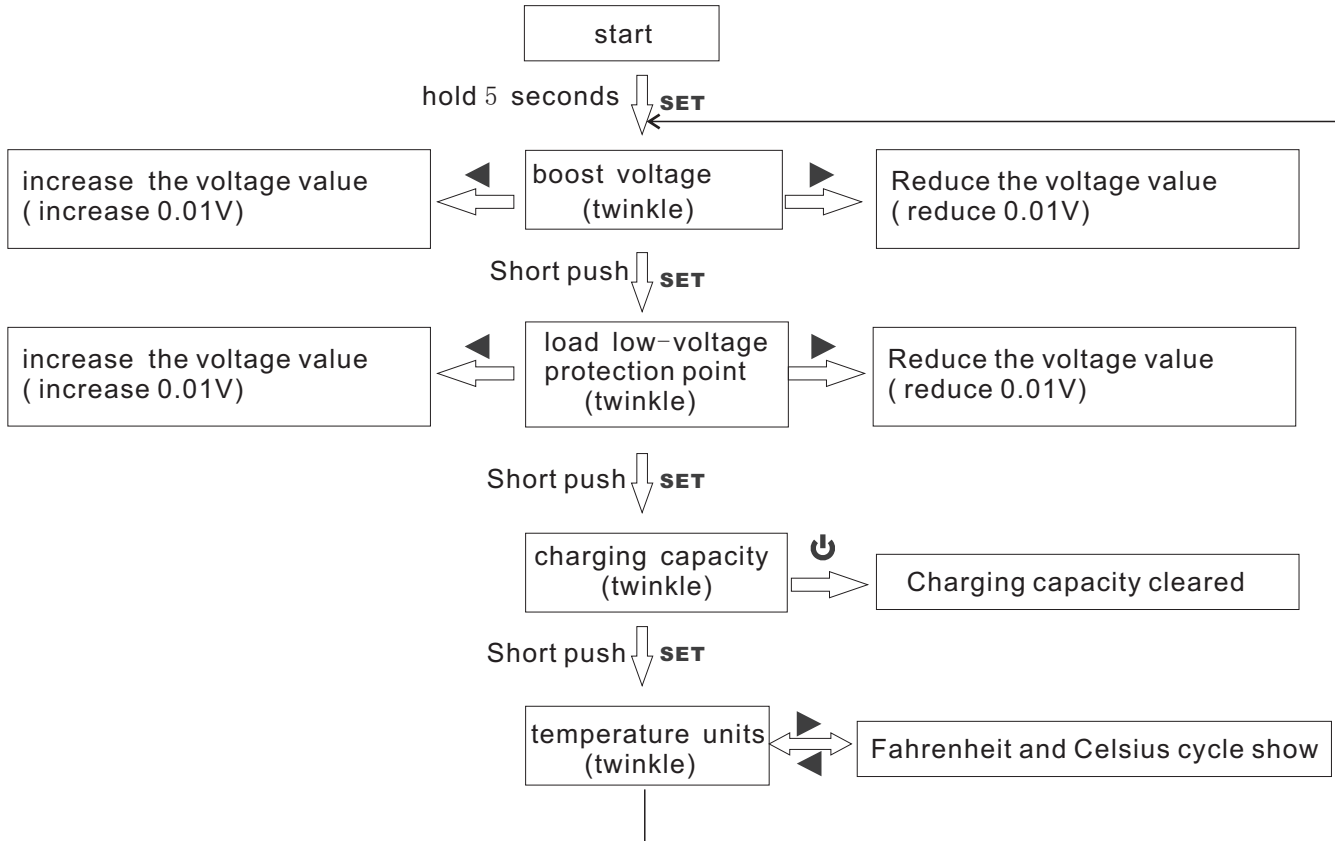 start
hold 5 seconds SET
increase the voltage value
( increase 0.01V)
boost voltage
(twinkle)
Reduce the voltage value
( reduce 0.01V)
Short push SET
increase the voltage value
( increase 0.01V)
load low-voltage
protection point
(twinkle)
Reduce the voltage value
( reduce 0.01V)
Short push SET
charging capacity
(twinkle)
Charging capacity cleared
Short push SET
temperature units
(twinkle)
Fahrenheit and Celsius cycle show